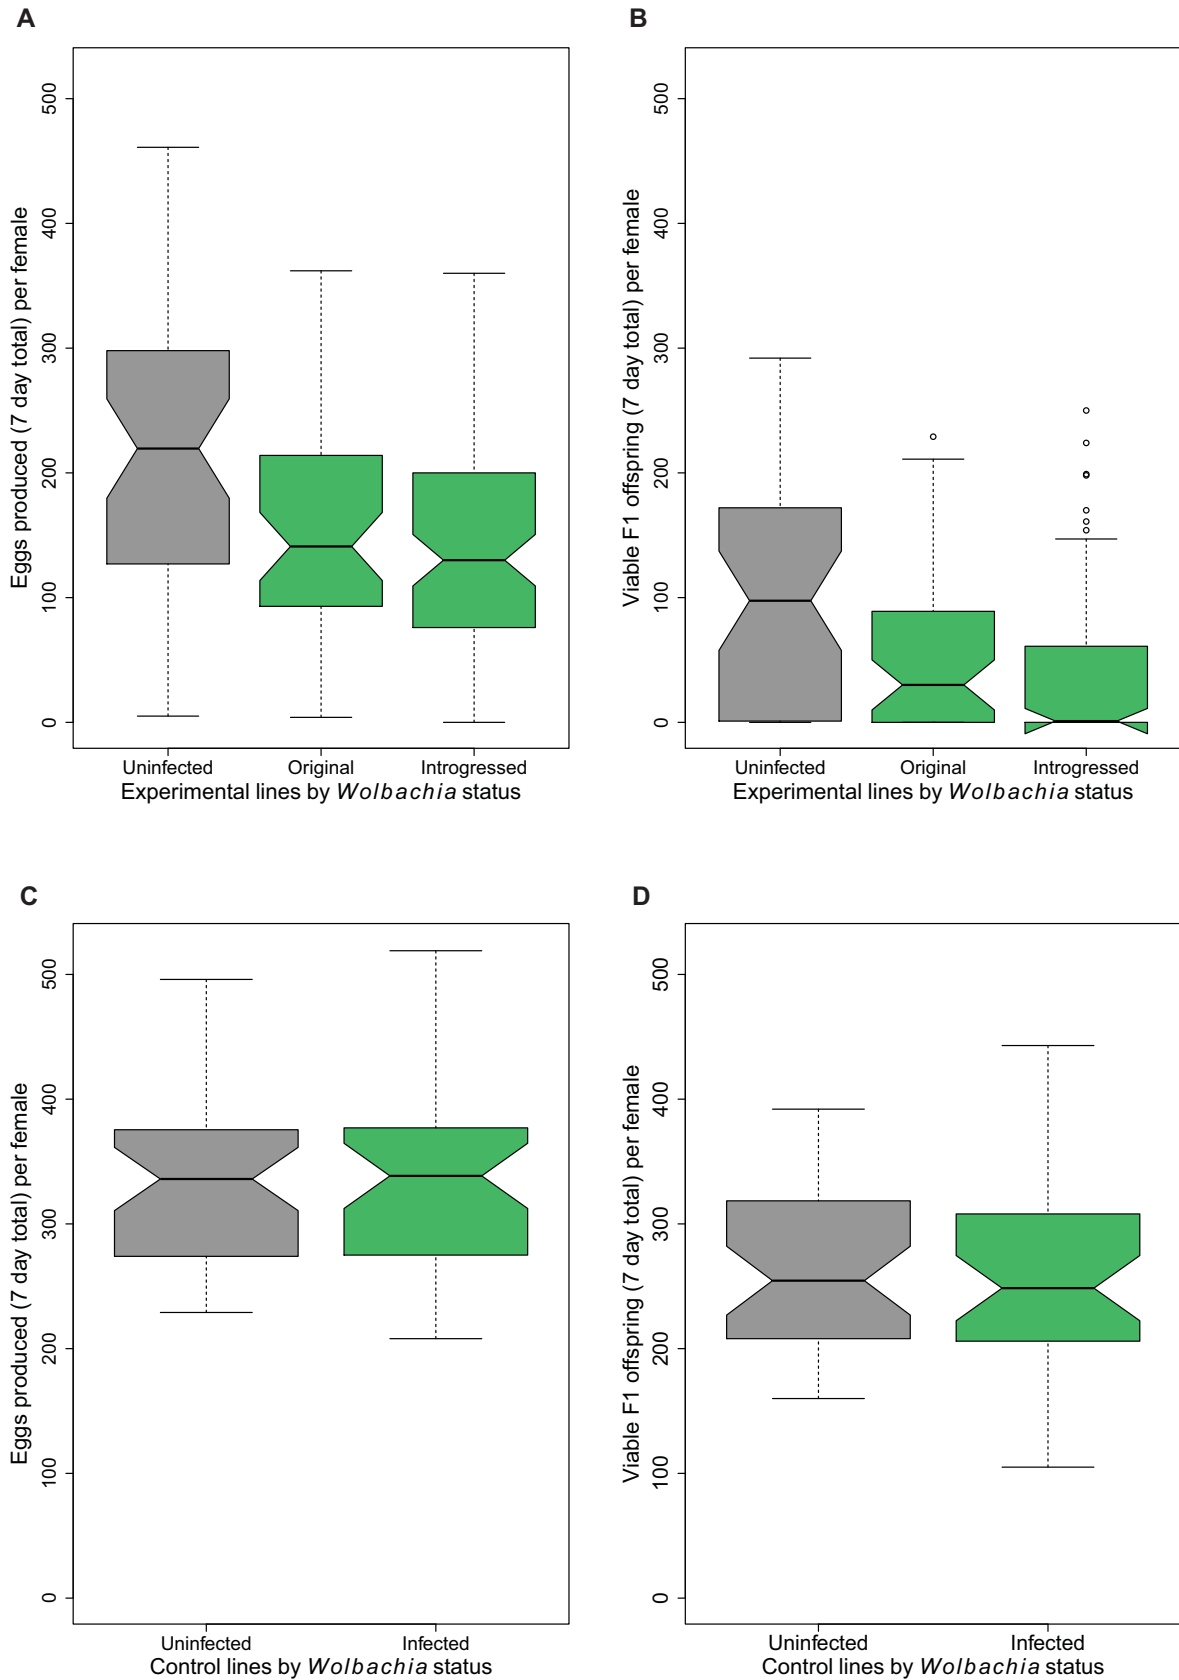 A
Eggs produced (7 day total) per female
500
400
300
200
100
0
Uninfected Original Introgressed
Experimental lines by Wolbachia status
B
Viable F1 offspring (7 day total) per female
500
400
300
200
100
0
Uninfected Original Introgressed
Experimental lines by Wolbachia status
C
Eggs produced (7 day total) per female
500
400
300
200
100
0
Uninfected Infected
Control lines by Wolbachia status
D
Viable F1 offspring (7 day total) per female
500
400
300
200
100
0
Uninfected Infected
Control lines by Wolbachia status